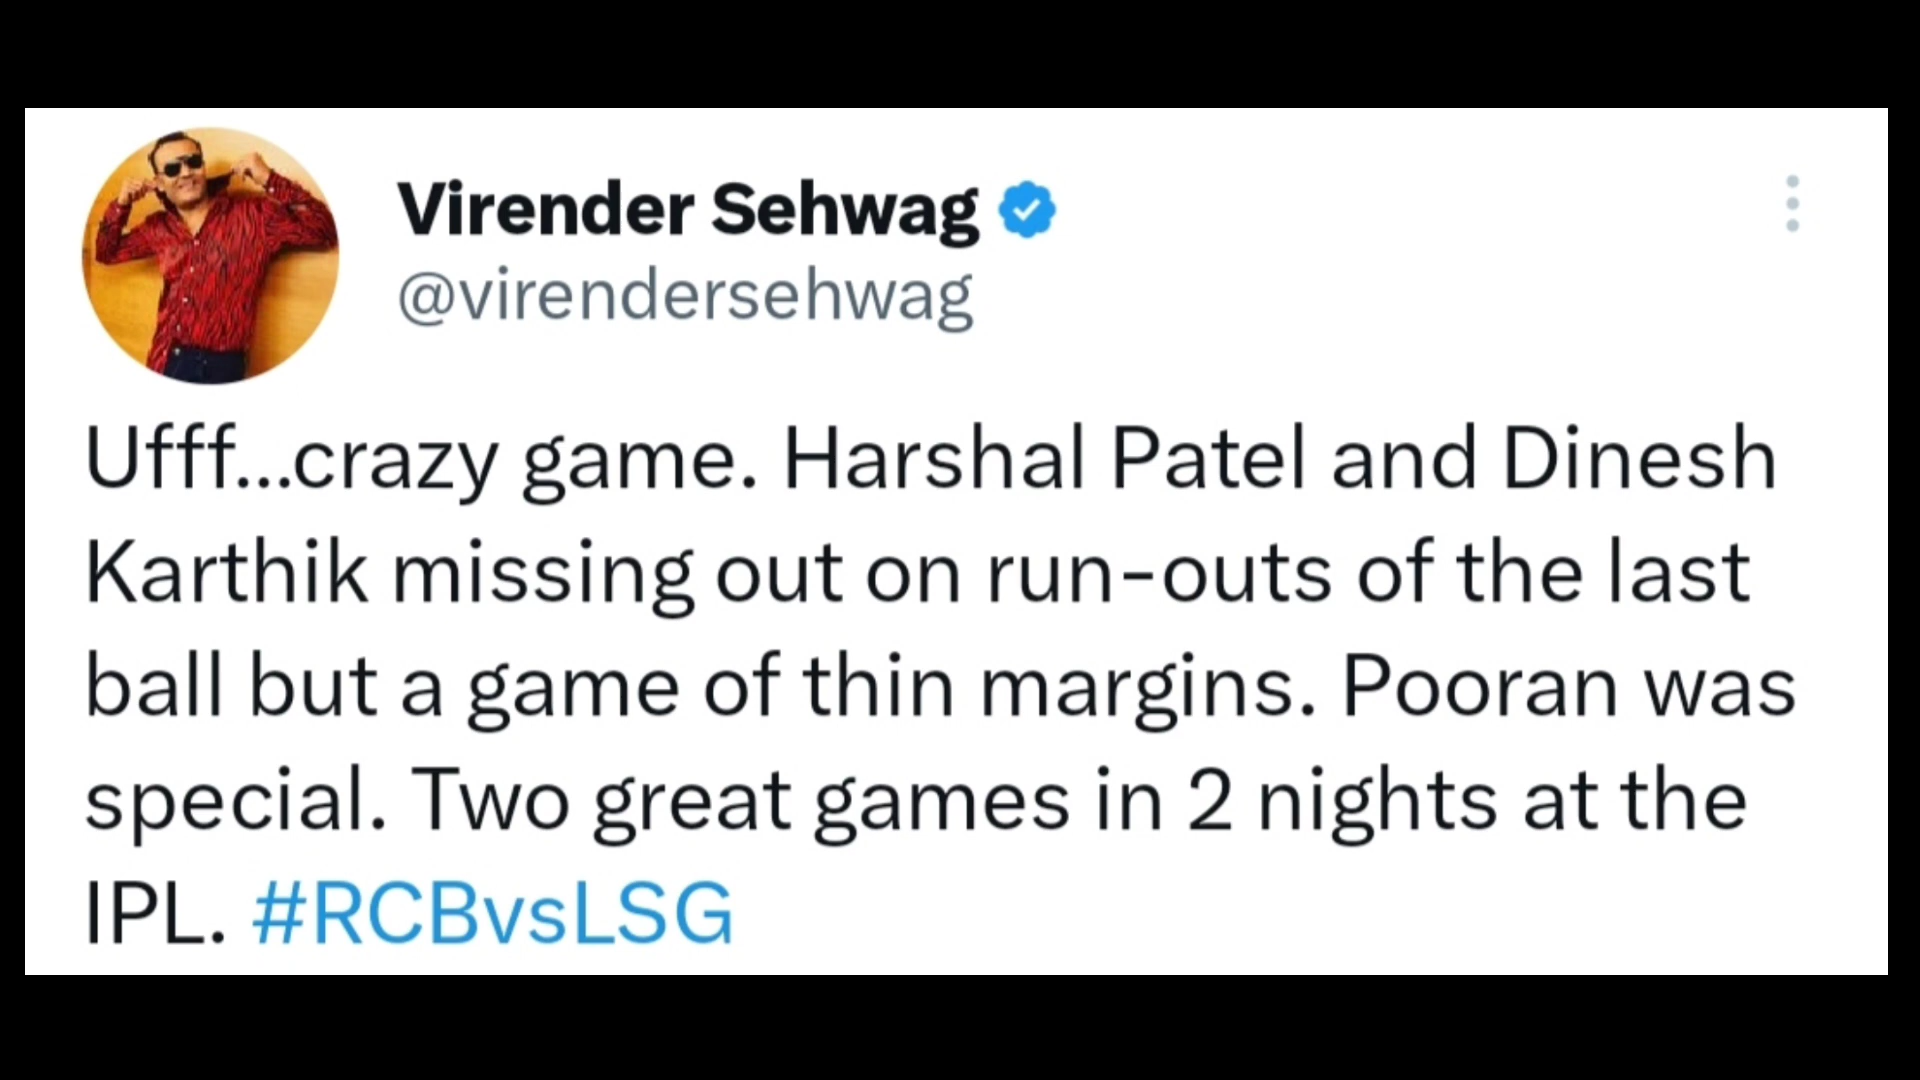 Virender Sehwag
@virendersehwag
Ufff...crazy game. Harshal Patel and Dinesh
Karthik missing out on run-outs of the last
ball but a game of thin margins. Pooran was
special. Two great games in 2 nights at the
IPL. #RCBvsLSG